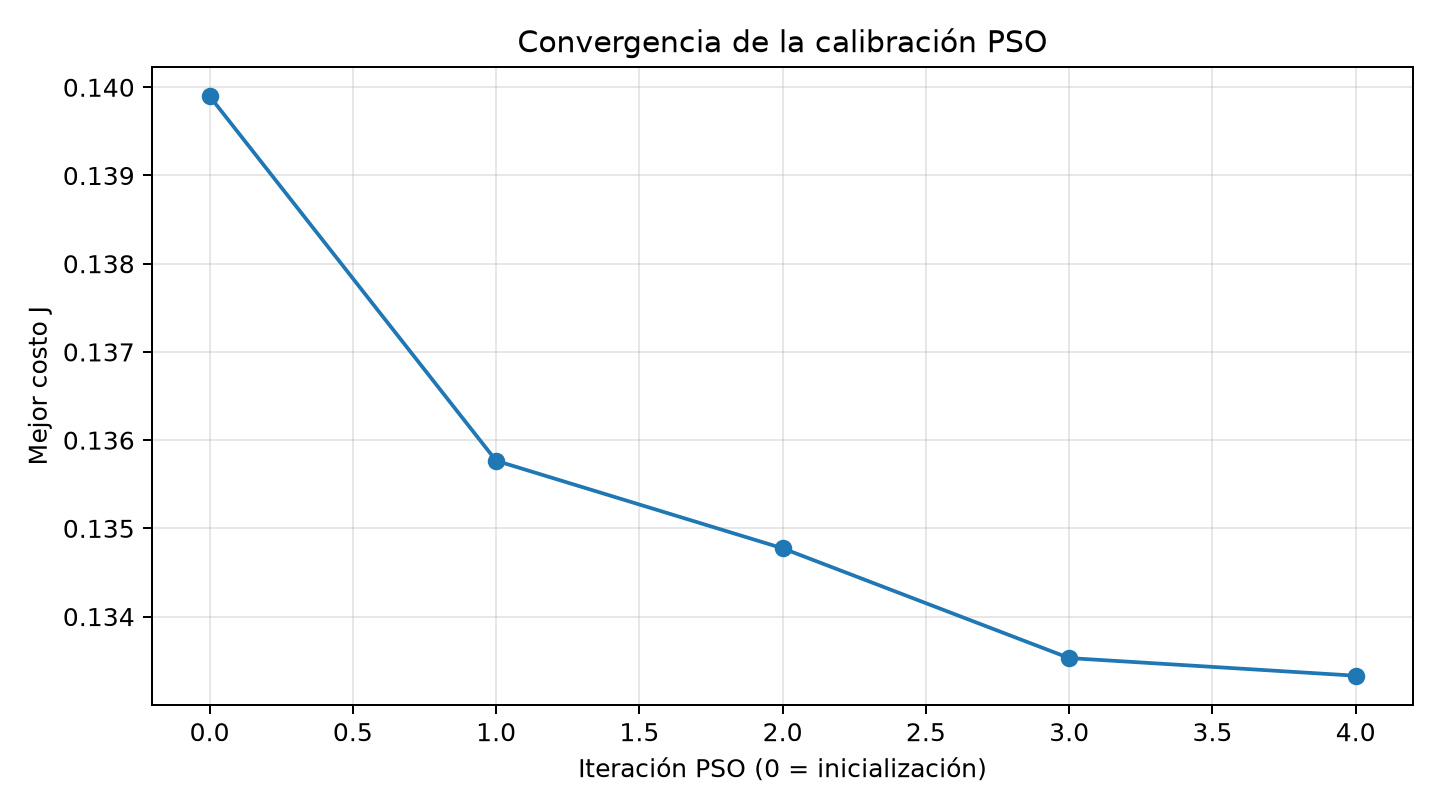 Convergencia de la calibración PSO
0.140
0.139
0.138
0.137
0.136
0.135
0.134
Mejor costo J
0.0 0.5 1.0 1.5 2.0 2.5 3.0 3.5 4.0
Iteración PSO (0 = inicialización)